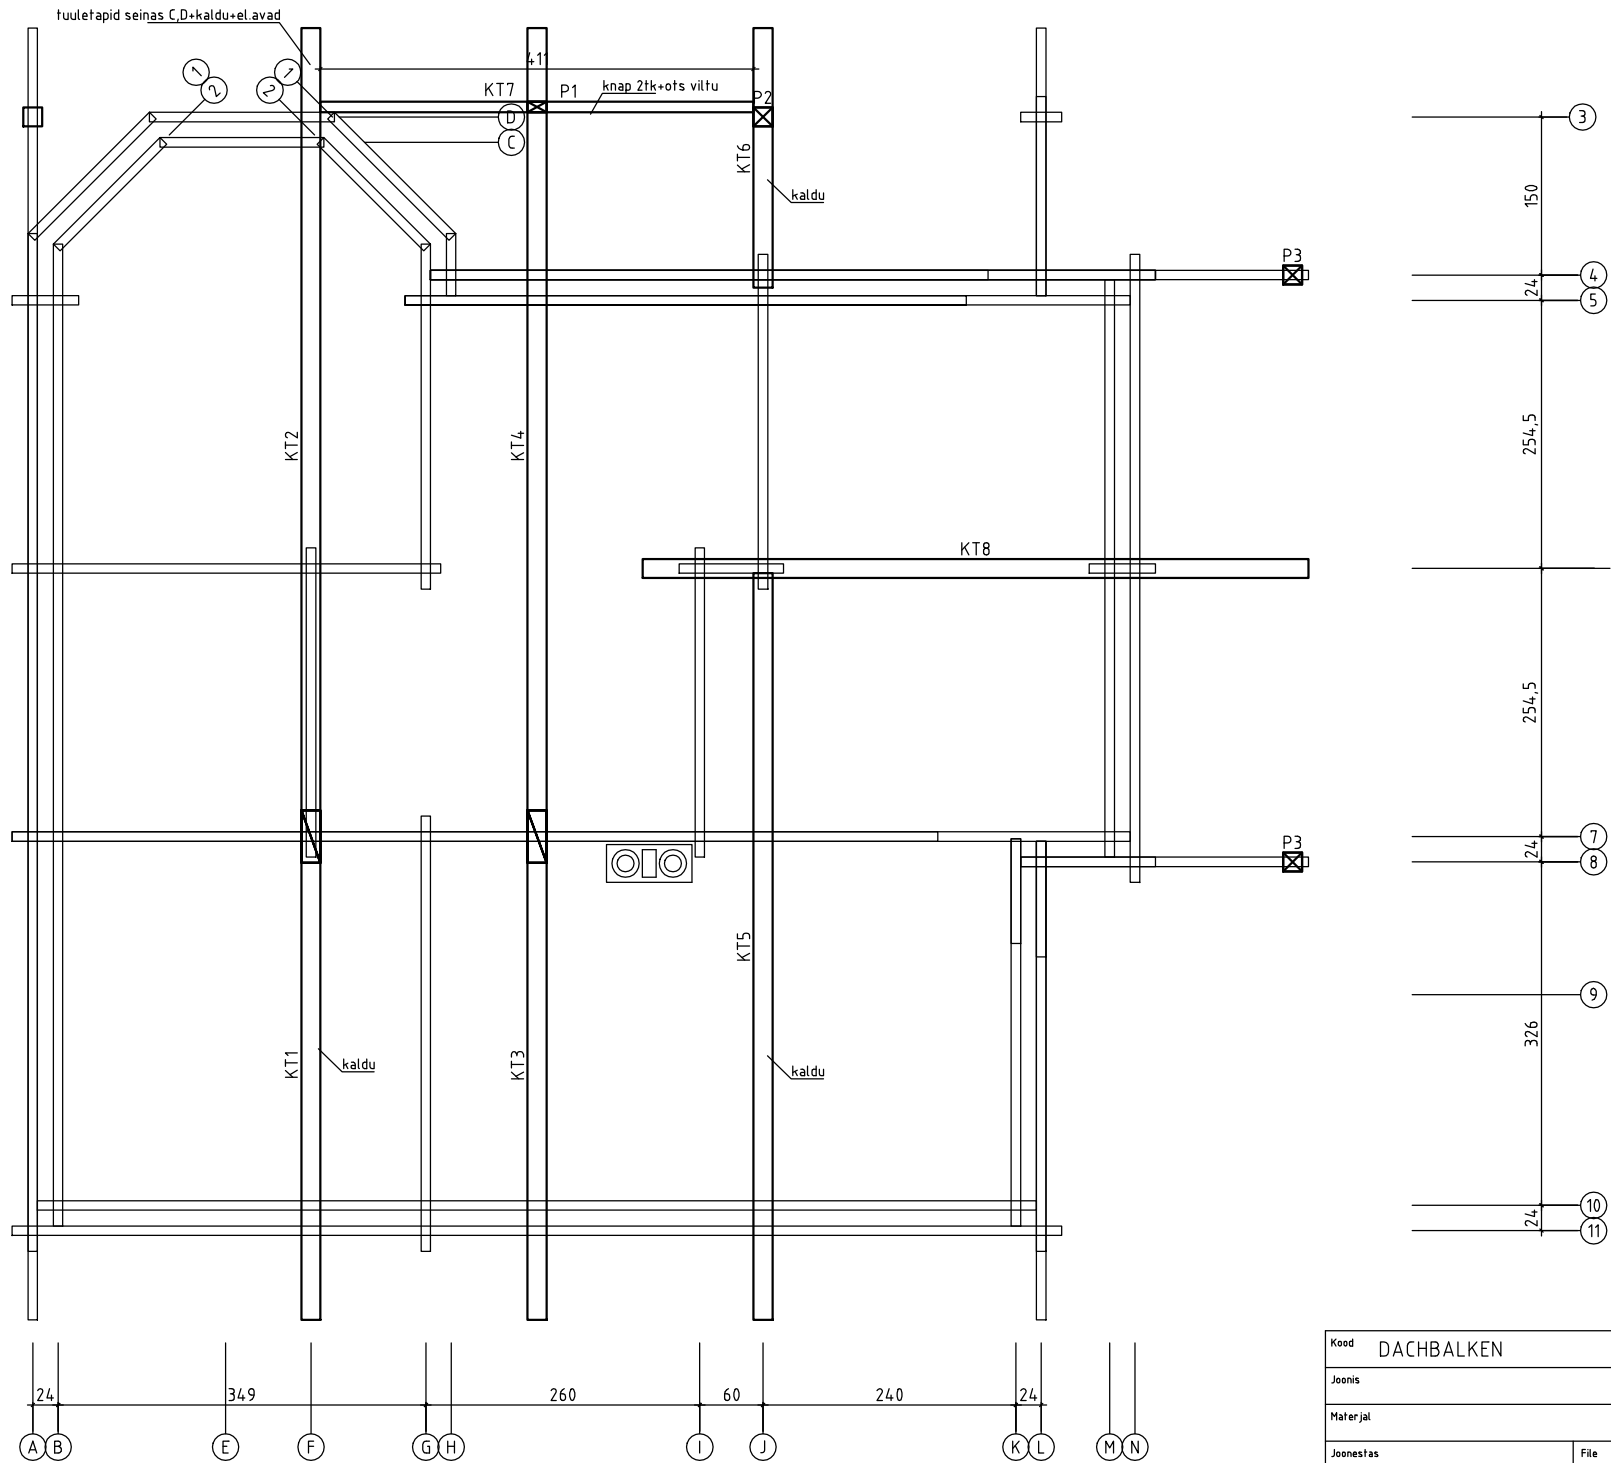 tuuletapid seinas C,D+kaldu+el.avad
411
KT7
P1
knap 2tk+ots viltu
P2
1
2
2
1
D
C
3
KT6
kaldu
150
P3
4
24
5
KT2
KT4
254,5
KT8
254,5
7
P3
24
8
KT5
9
326
KT1
kaldu
KT3
kaldu
10
24
11
24
349
260
60
240
24
A
B
E
F
G
H
I
J
K
L
M
N
Kood DACHBALKEN
Joonis
Materjal
Joonestas File